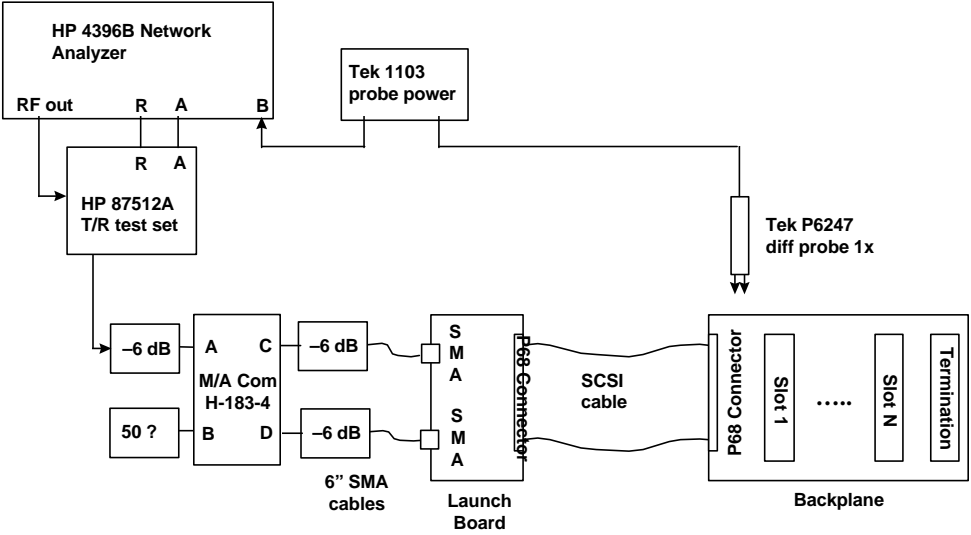 HP 4396B Network
Analyzer
RF out
R
A
B
Tek 1103
probe power
R
A
HP 87512A
T/R test set
Tek P6247
diff probe 1x
–6 dB
A
C
–6 dB
M/A Com
H-183-4
50 ?
B
D
–6 dB
6” SMA
cables
S
M
A
S
M
A
P68 Connector
Launch
Board
SCSI
cable
P68 Connector
Slot 1
.....
Slot N
Termination
Backplane